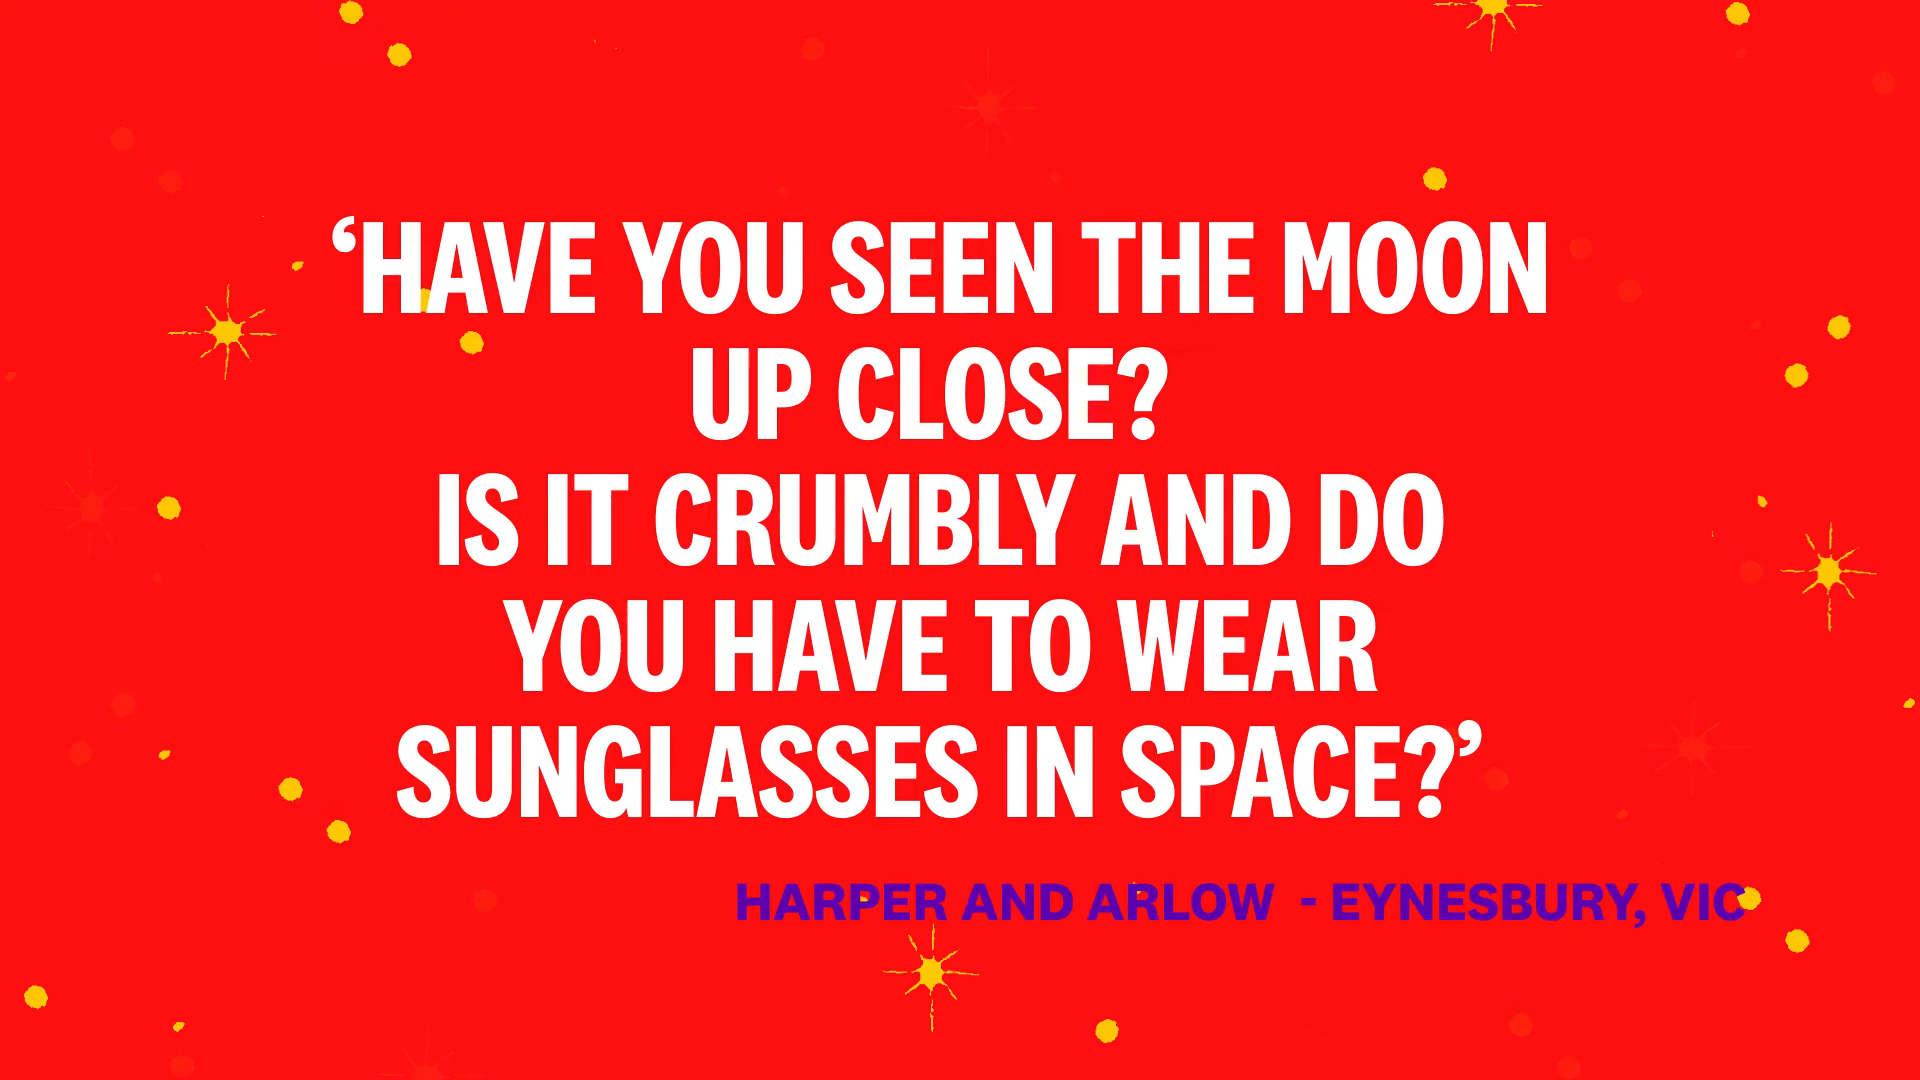 ‘HAVE YOU SEEN THE MOON
UP CLOSE?
IS IT CRUMBLY AND DO
YOU HAVE TO WEAR
SUNGLASSES IN SPACE?’
HARPER AND ARLOW - EYNESBURY, VIC